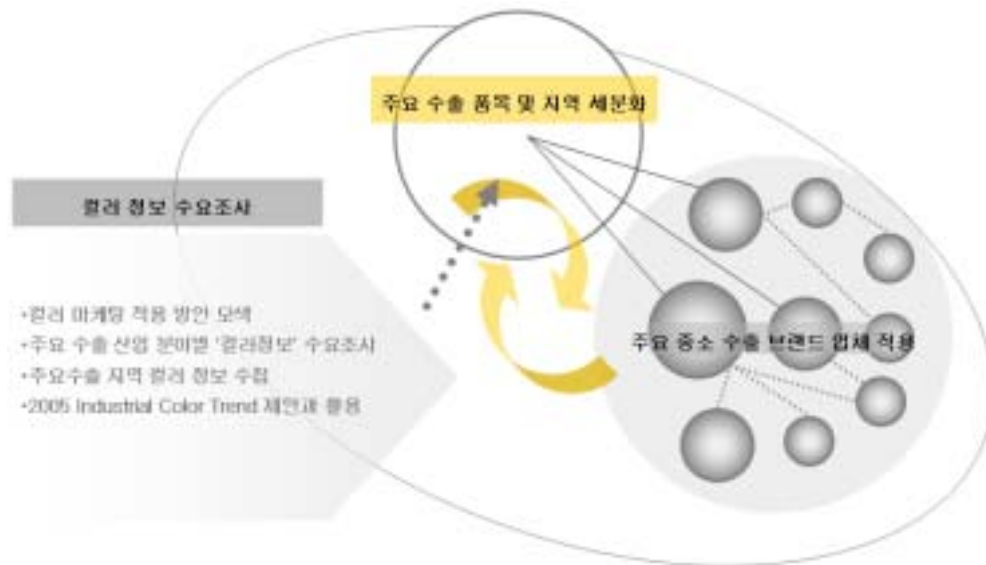 주요 수출 품목 및 지역 세분화
컬러 정보 수요조사
•컬러 마케팅 적용 방안 모색
•주요 수출 산업 분야별 '컬러정보' 수요조사
•주요수출 지역 컬러 정보 수집
•2005 Industrial Color Trend 제안과 활용
주요 중소 수출 브랜드 업체 적용